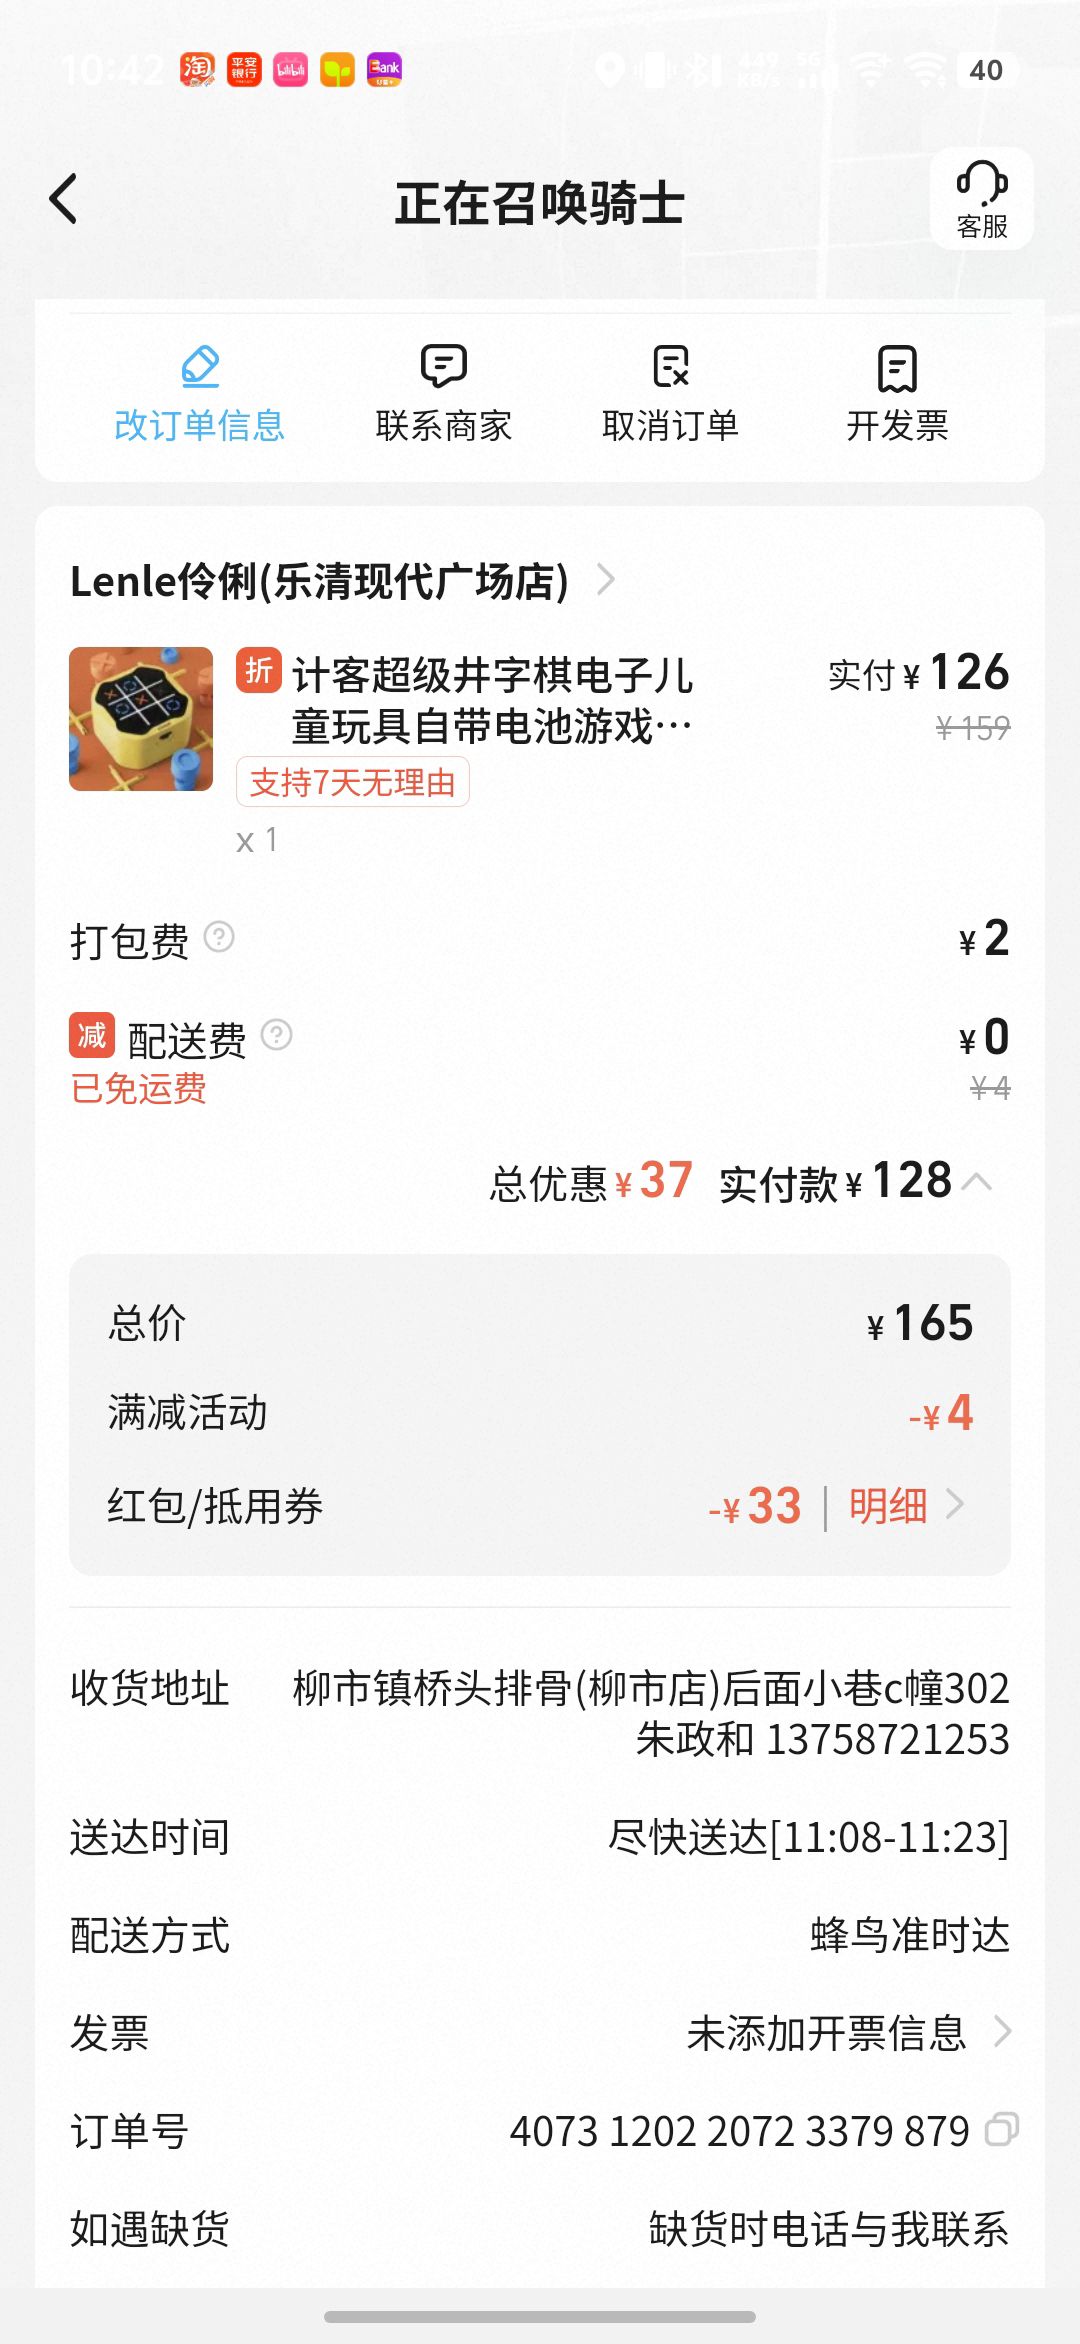 10:42
淘
平安
银行
bilibili
Bank
40
正在召唤骑士
客服
改订单信息
联系商家
取消订单
开发票
Lenle伶俐(乐清现代广场店)
折 计客超级井字棋电子儿
童玩具自带电池游戏…
实付¥126
¥159
支持7天无理由
x 1
打包费 ?
¥2
减 配送费 ?
¥0
已免运费
¥4
总优惠¥37 实付款¥128
总价
¥165
满减活动
-¥4
红包/抵用券
-¥33 | 明细
收货地址
柳市镇桥头排骨(柳市店)后面小巷c幢302
朱政和 13758721253
送达时间
尽快送达[11:08-11:23]
配送方式
蜂鸟准时达
发票
未添加开票信息
订单号
4073 1202 2072 3379 879
如遇缺货
缺货时电话与我联系